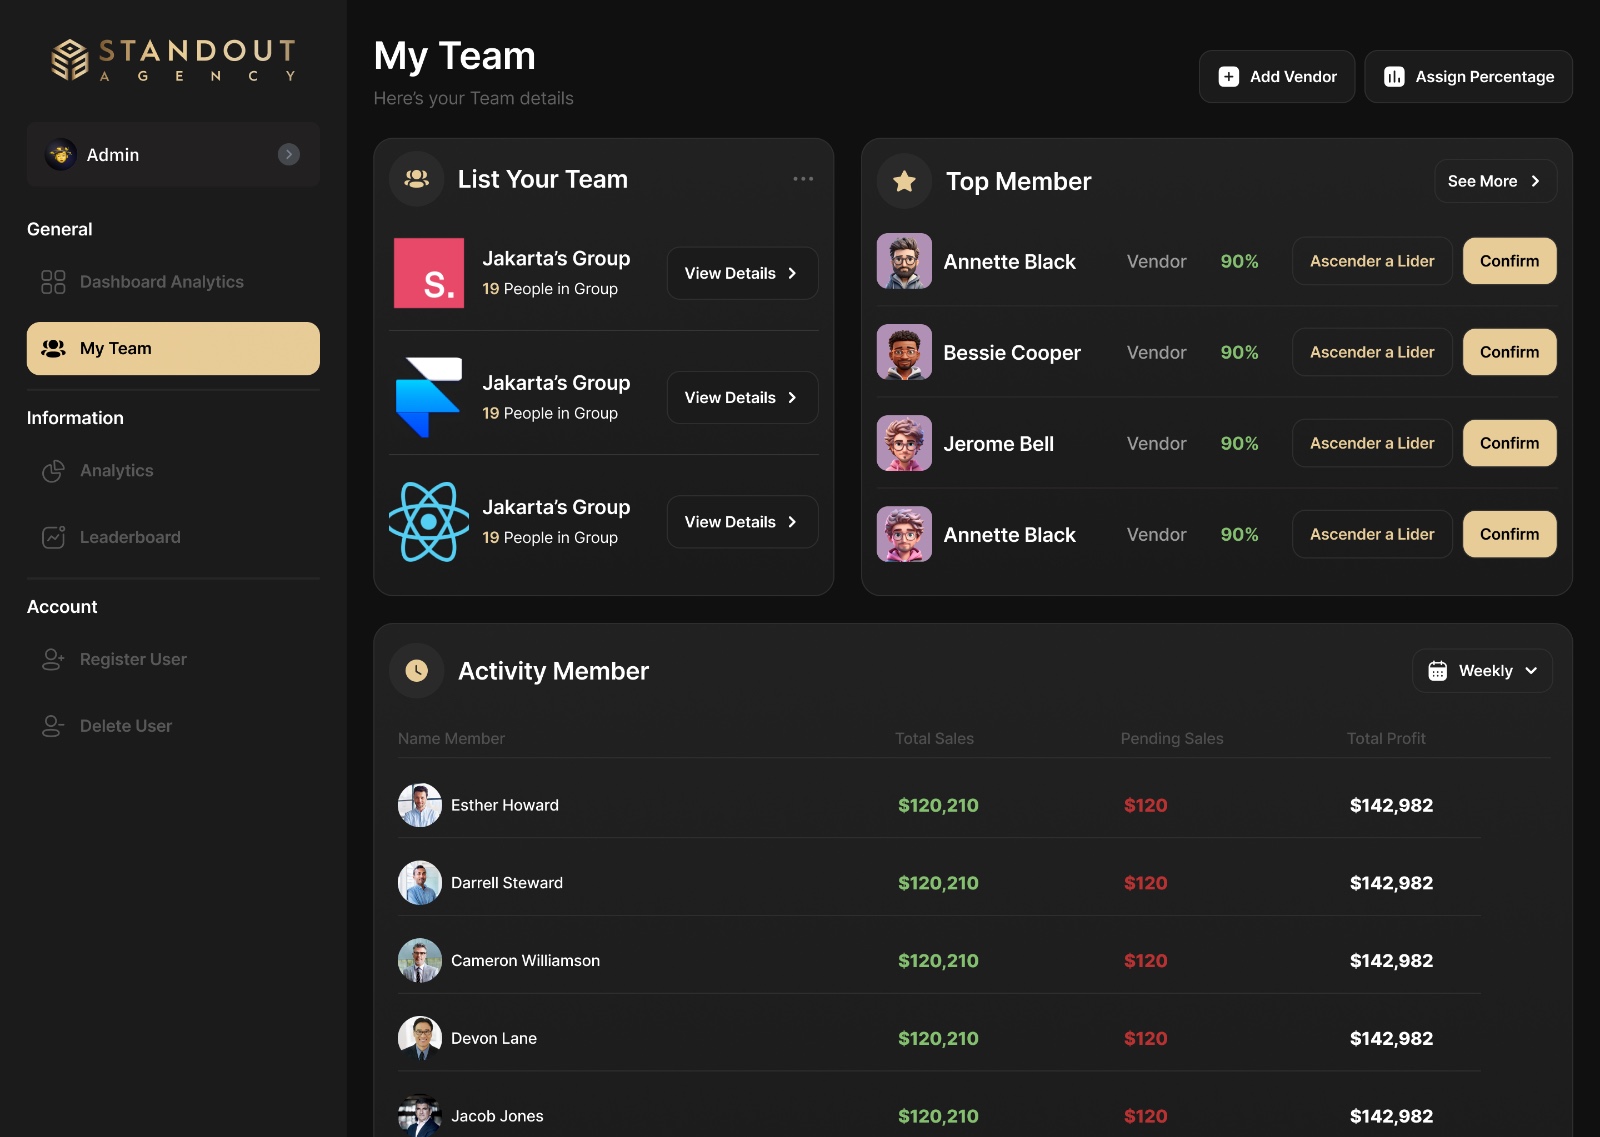 STANDOUT
AGENCY
Admin
General
Dashboard Analytics
My Team
Information
Analytics
Leaderboard
Account
Register User
Delete User
My Team
Here’s your Team details
Add Vendor
Assign Percentage
List Your Team
Jakarta’s Group
19 People in Group
View Details
S.
Jakarta’s Group
19 People in Group
View Details
Jakarta’s Group
19 People in Group
View Details
Top Member
See More
Annette Black Vendor 90% Ascender a Lider Confirm
Bessie Cooper Vendor 90% Ascender a Lider Confirm
Jerome Bell Vendor 90% Ascender a Lider Confirm
Annette Black Vendor 90% Ascender a Lider Confirm
Activity Member
Weekly
Name Member Total Sales Pending Sales Total Profit
Esther Howard $120,210 $120 $142,982
Darrell Steward $120,210 $120 $142,982
Cameron Williamson $120,210 $120 $142,982
Devon Lane $120,210 $120 $142,982
Jacob Jones $120,210 $120 $142,982